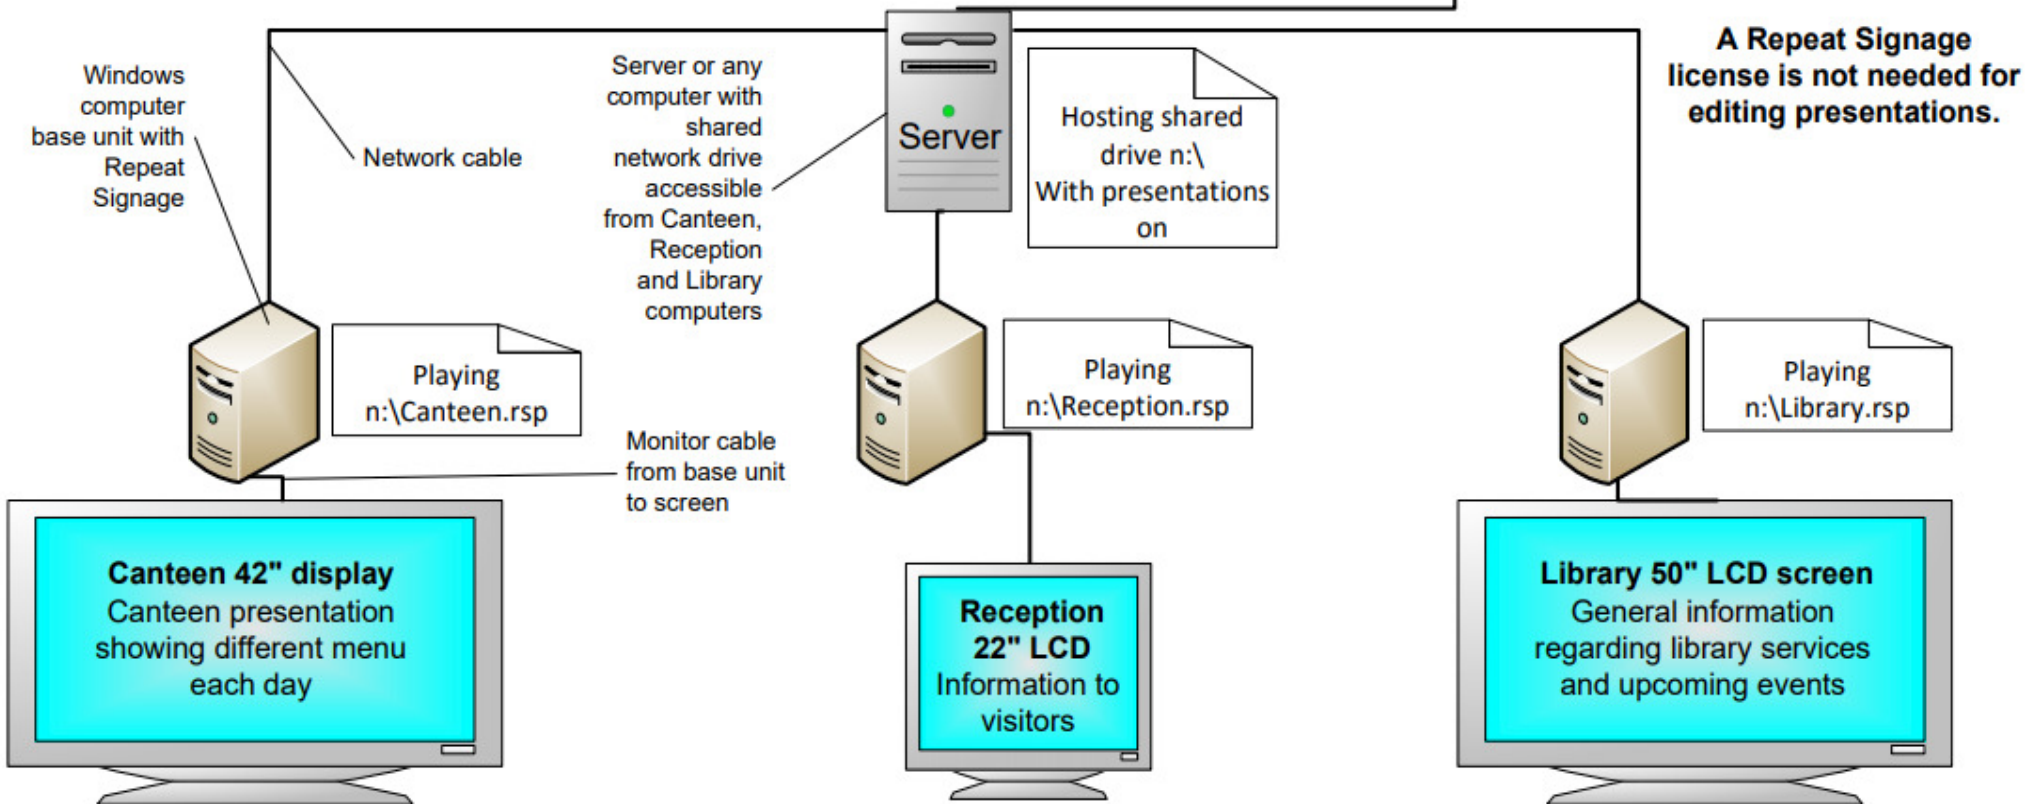 Windows
computer
base unit with
Repeat
Signage
Network cable
Server or any
computer with
shared
network drive
accessible
from Canteen,
Reception
and Library
computers
Server
Hosting shared
drive n:\
With presentations
on
A Repeat Signage
license is not needed for
editing presentations.
Playing
n:\Canteen.rsp
Monitor cable
from base unit
to screen
Playing
n:\Reception.rsp
Playing
n:\Library.rsp
Canteen 42" display
Canteen presentation
showing different menu
each day
Reception
22" LCD
Information to
visitors
Library 50" LCD screen
General information
regarding library services
and upcoming events